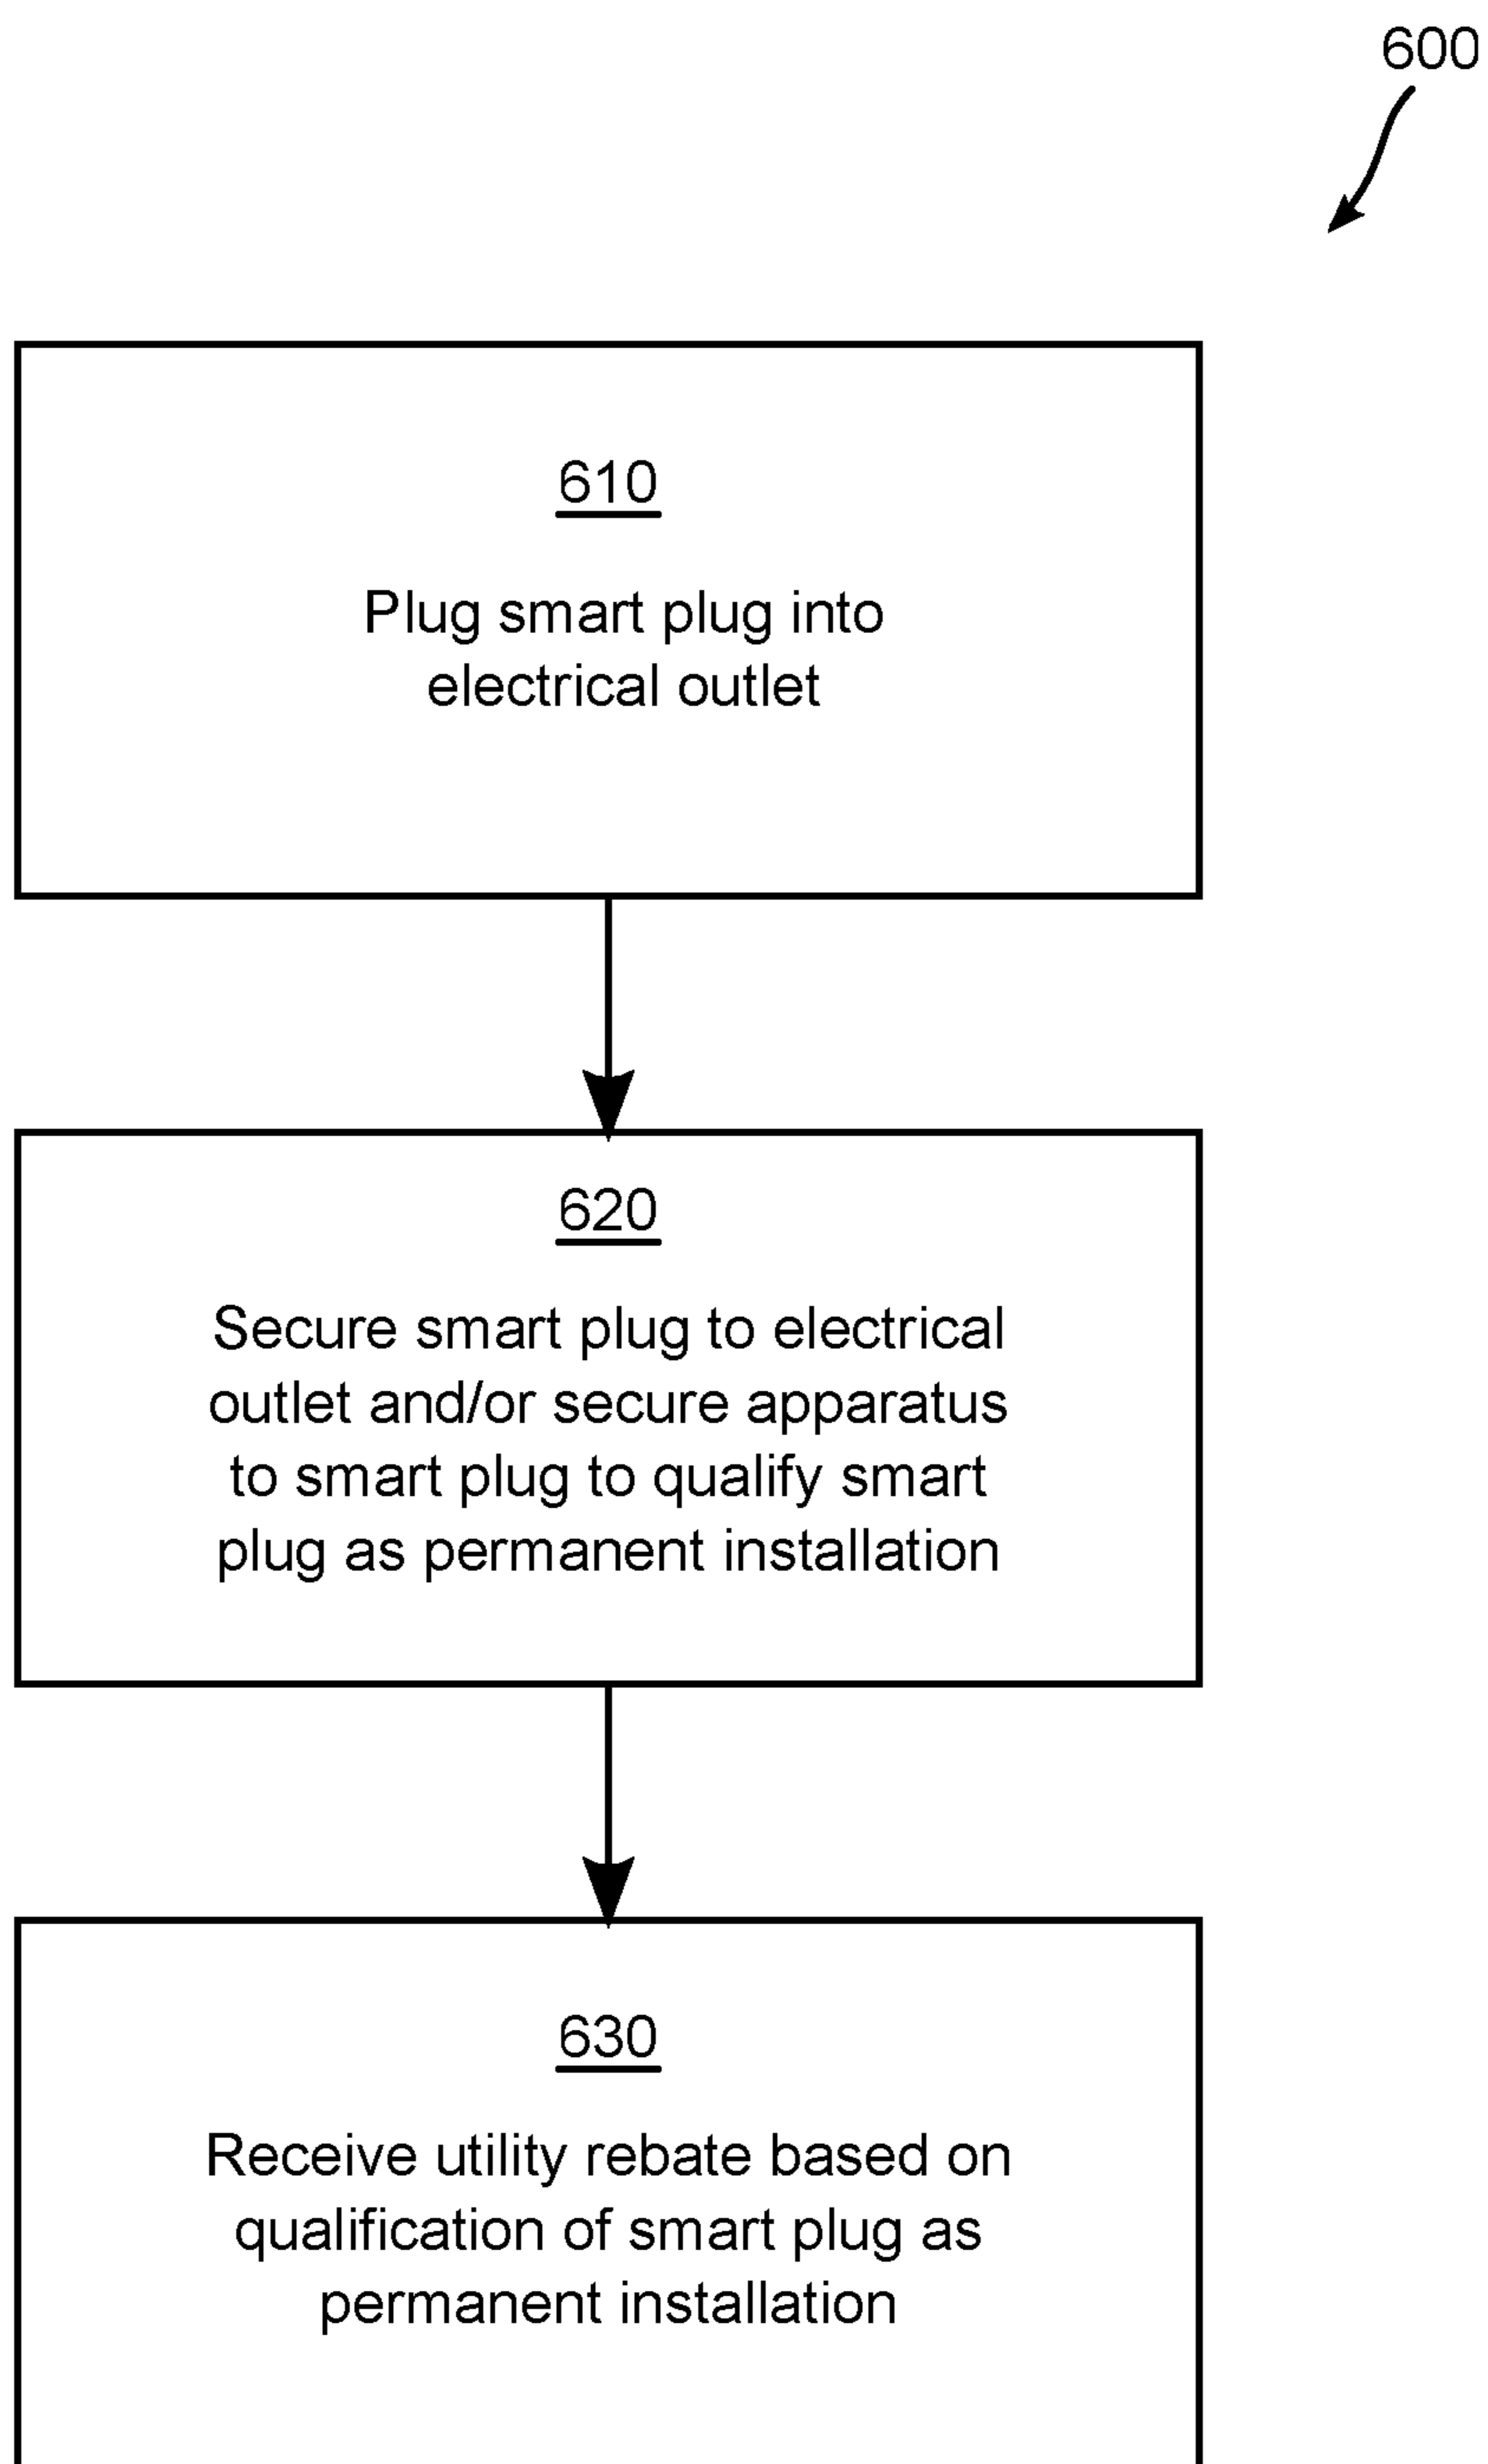 600
610
Plug smart plug into
electrical outlet
620
Secure smart plug to electrical
outlet and/or secure apparatus
to smart plug to qualify smart
plug as permanent installation
630
Receive utility rebate based on
qualification of smart plug as
permanent installation